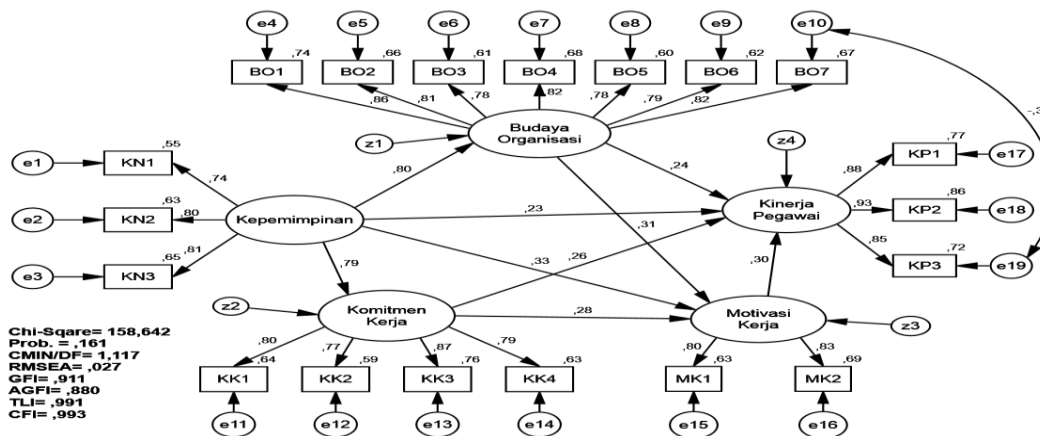 e4 e5 e6 e7 e8 e9 e10
,74 ,66 ,61 ,68 ,60 ,62 ,67
BO1 BO2 BO3 BO4 BO5 BO6 BO7
,86 ,81 ,78 ,82 ,78 ,79 ,82
-,3
z1
Budaya
Organisasi
z4
,55
e1 KN1
,74
,80
,24
,77
KP1 e17
,88
,63
e2 KN2
,80
Kepemimpinan
,23
Kinerja
Pegawai
,93
,86
KP2 e18
,81
,65
e3 KN3
,31
,85
,72
KP3 e19
,79
,33
,26
,30
z2
Komitmen
Kerja
,28
Motivasi
Kerja
z3
,80 ,77 ,87 ,79 ,80 ,83
,64 ,59 ,76 ,63 ,63 ,69
KK1 KK2 KK3 KK4 MK1 MK2
e11 e12 e13 e14 e15 e16
Chi-Sqare= 158,642
Prob. = ,161
CMIN/DF= 1,117
RMSEA= ,027
GFI= ,911
AGFI= ,880
TLI= ,991
CFI= ,993